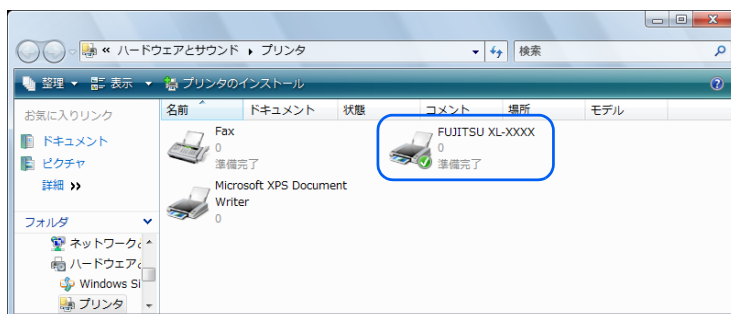 « ハードウェアとサウンド ▸ プリンタ
検索
整理 表示 プリンタのインストール
名前 ドキュメント 状態 コメント 場所 モデル
お気に入りリンク
ドキュメント
ピクチャ
詳細 »
フォルダ
ネットワークと
ハードウェアと
Windows Si
プリンタ
Fax
0
準備完了
FUJITSU XL-XXXX
0
準備完了
Microsoft XPS Document
Writer
0